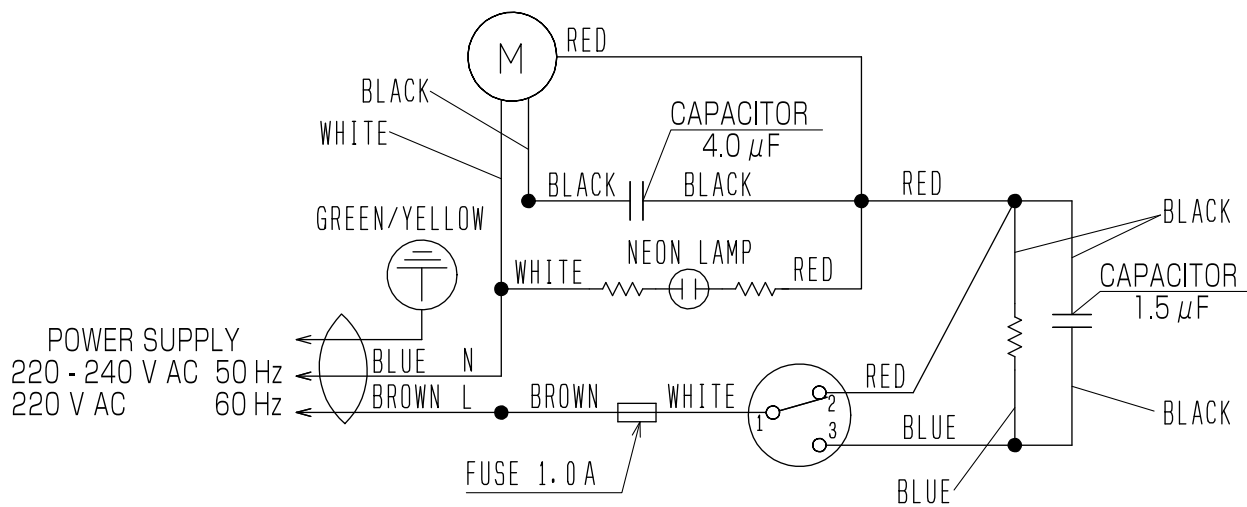 M
RED
BLACK
WHITE
CAPACITOR
4.0 µF
BLACK
BLACK
RED
BLACK
GREEN/YELLOW
NEON LAMP
WHITE
RED
CAPACITOR
1.5 µF
POWER SUPPLY
220 - 240 V AC 50 Hz
220 V AC 60 Hz
BLUE N
BROWN L
BROWN
WHITE
RED
1
2
3
BLUE
BLACK
FUSE 1.0A
BLUE